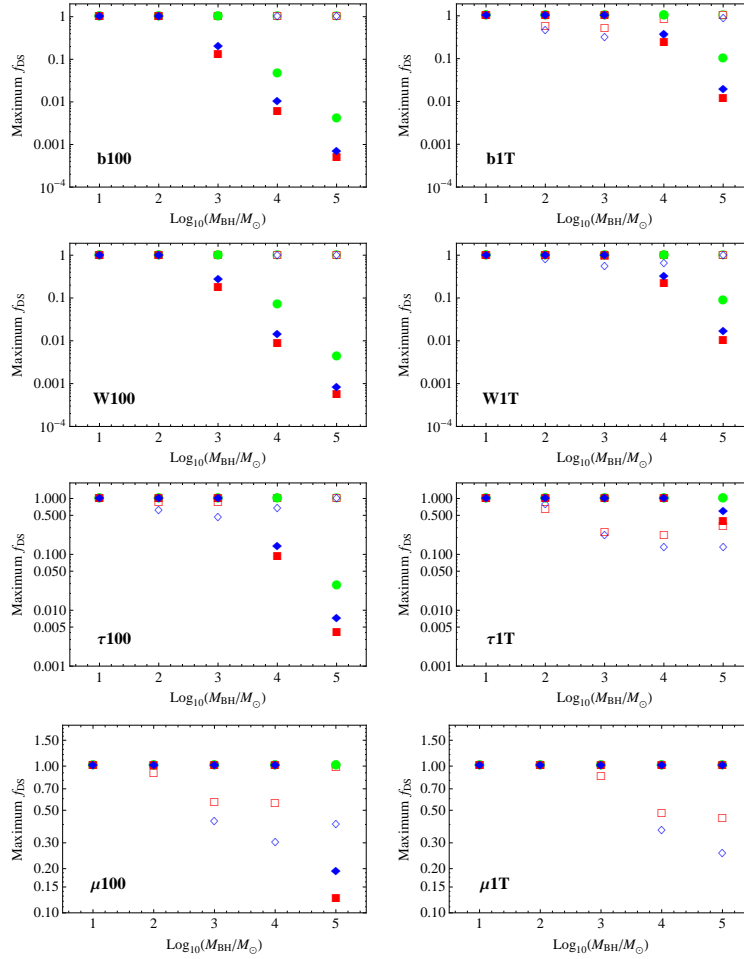 1
0.1
0.01
0.001
10⁻⁴
Maximum f_DS
b100
1 2 3 4 5
Log₁₀(M_BH/M_⊙)
1
0.1
0.01
0.001
10⁻⁴
Maximum f_DS
b1T
1 2 3 4 5
Log₁₀(M_BH/M_⊙)
1
0.1
0.01
0.001
10⁻⁴
Maximum f_DS
W100
1 2 3 4 5
Log₁₀(M_BH/M_⊙)
1
0.1
0.01
0.001
10⁻⁴
Maximum f_DS
W1T
1 2 3 4 5
Log₁₀(M_BH/M_⊙)
1.000
0.500
0.100
0.050
0.010
0.005
0.001
Maximum f_DS
τ100
1 2 3 4 5
Log₁₀(M_BH/M_⊙)
1.000
0.500
0.100
0.050
0.010
0.005
0.001
Maximum f_DS
τ1T
1 2 3 4 5
Log₁₀(M_BH/M_⊙)
1.50
1.00
0.50
0.30
0.20
0.15
0.10
Maximum f_DS
μ100
1 2 3 4 5
Log₁₀(M_BH/M_⊙)
1.50
1.00
0.50
0.30
0.20
0.15
0.10
Maximum f_DS
μ1T
1 2 3 4 5
Log₁₀(M_BH/M_⊙)